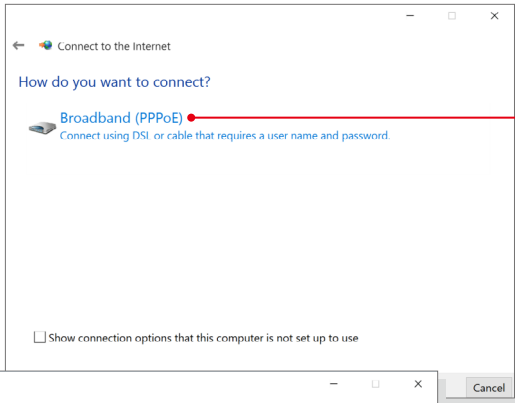 Connect to the Internet
How do you want to connect?
Broadband (PPPoE)
Connect using DSL or cable that requires a user name and password.
Show connection options that this computer is not set up to use
Cancel